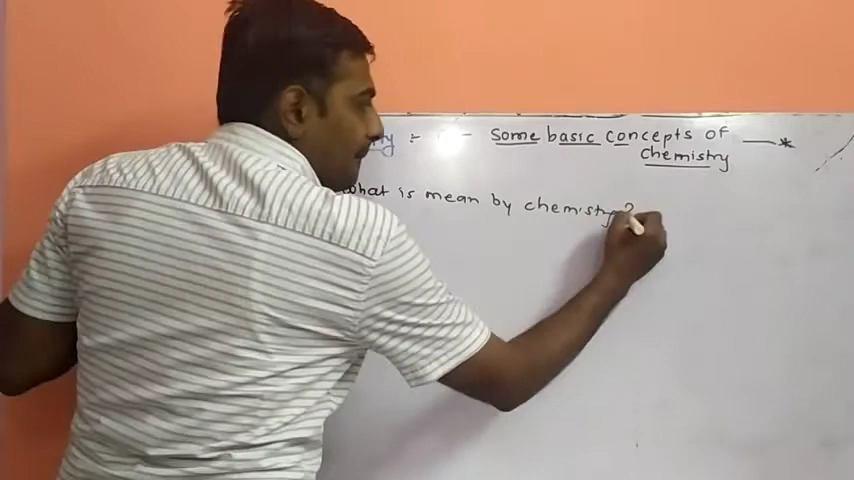 :- Some basic concepts of
chemistry
What is mean by chemistry?